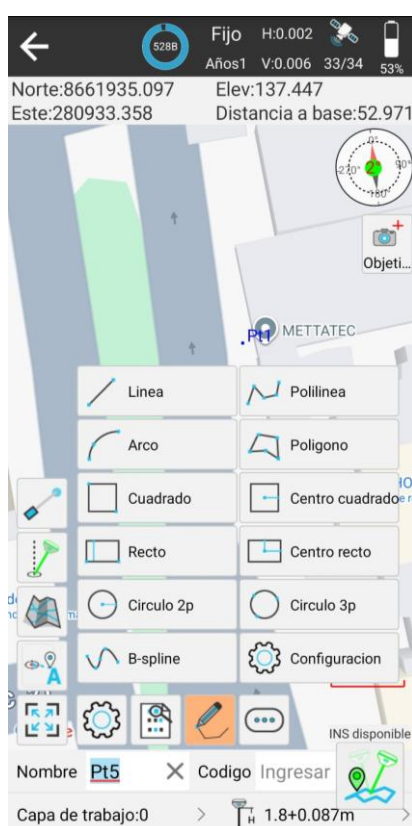 528B
Fijo H:0.002
Años1 V:0.006 33/34 53%
Norte:8661935.097 Elev:137.447
Este:280933.358 Distancia a base:52.971
0°
270° 2° 90°
180°
Objeti...
Pt1 METTATEC
Linea Polilinea
Arco Poligono
Cuadrado Centro cuadrado
Recto Centro recto
Circulo 2p Circulo 3p
B-spline Configuracion
A
INS disponible
Nombre Pt5 Codigo Ingresar
Capa de trabajo:0 H 1.8+0.087m